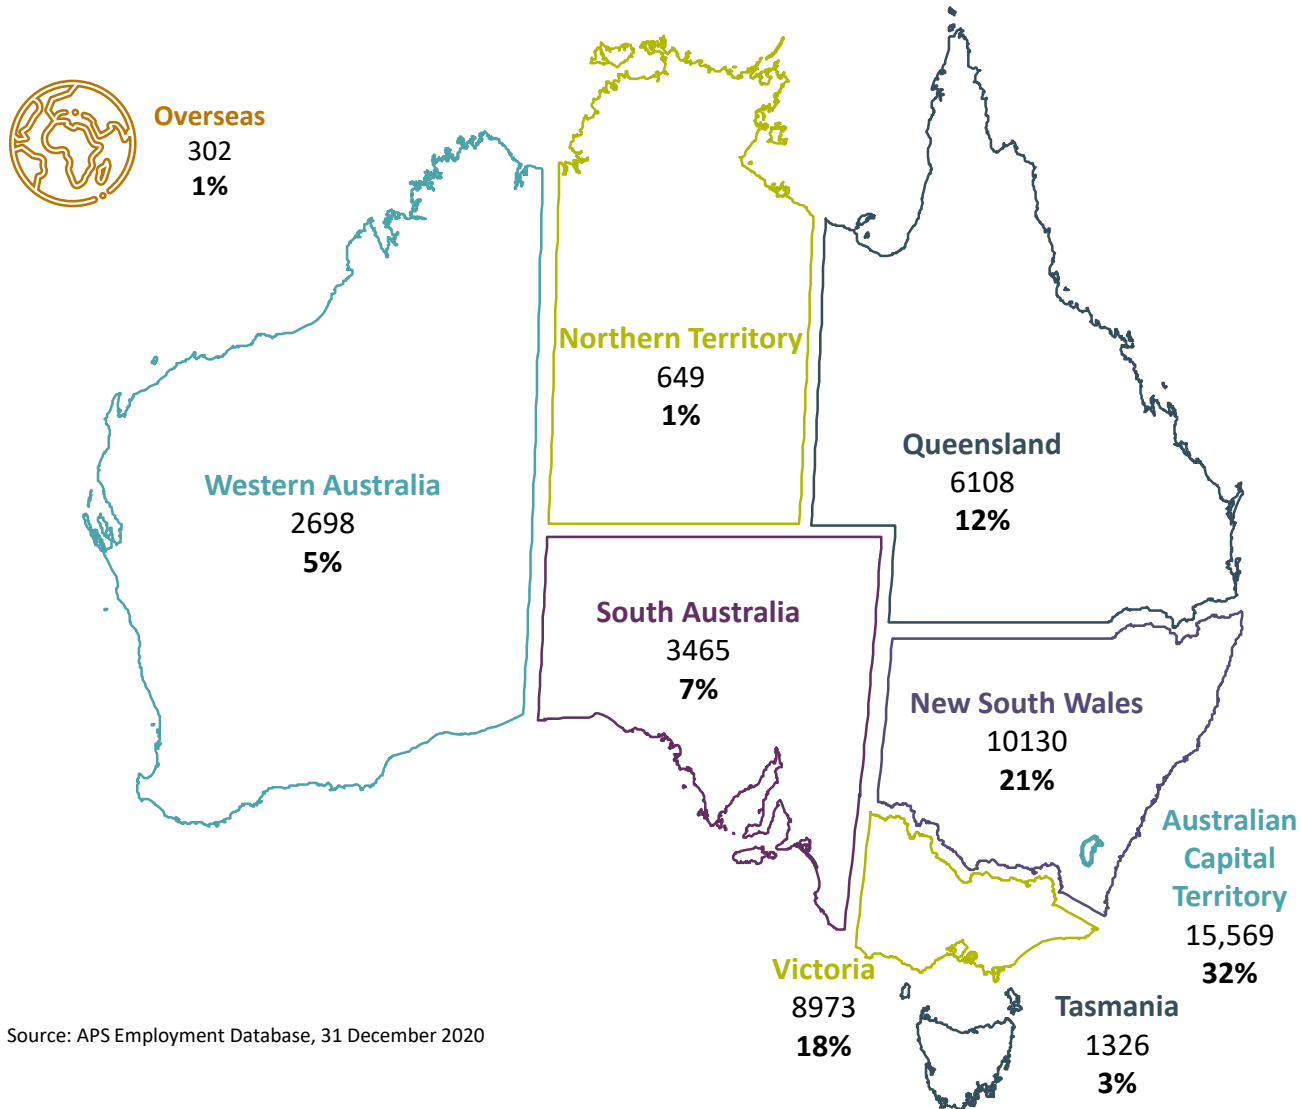 Overseas
302
1%
Northern Territory
649
1%
Queensland
6108
12%
Western Australia
2698
5%
South Australia
3465
7%
New South Wales
10130
21%
Australian
Capital
Territory
15,569
32%
Victoria
8973
18%
Tasmania
1326
3%
Source: APS Employment Database, 31 December 2020